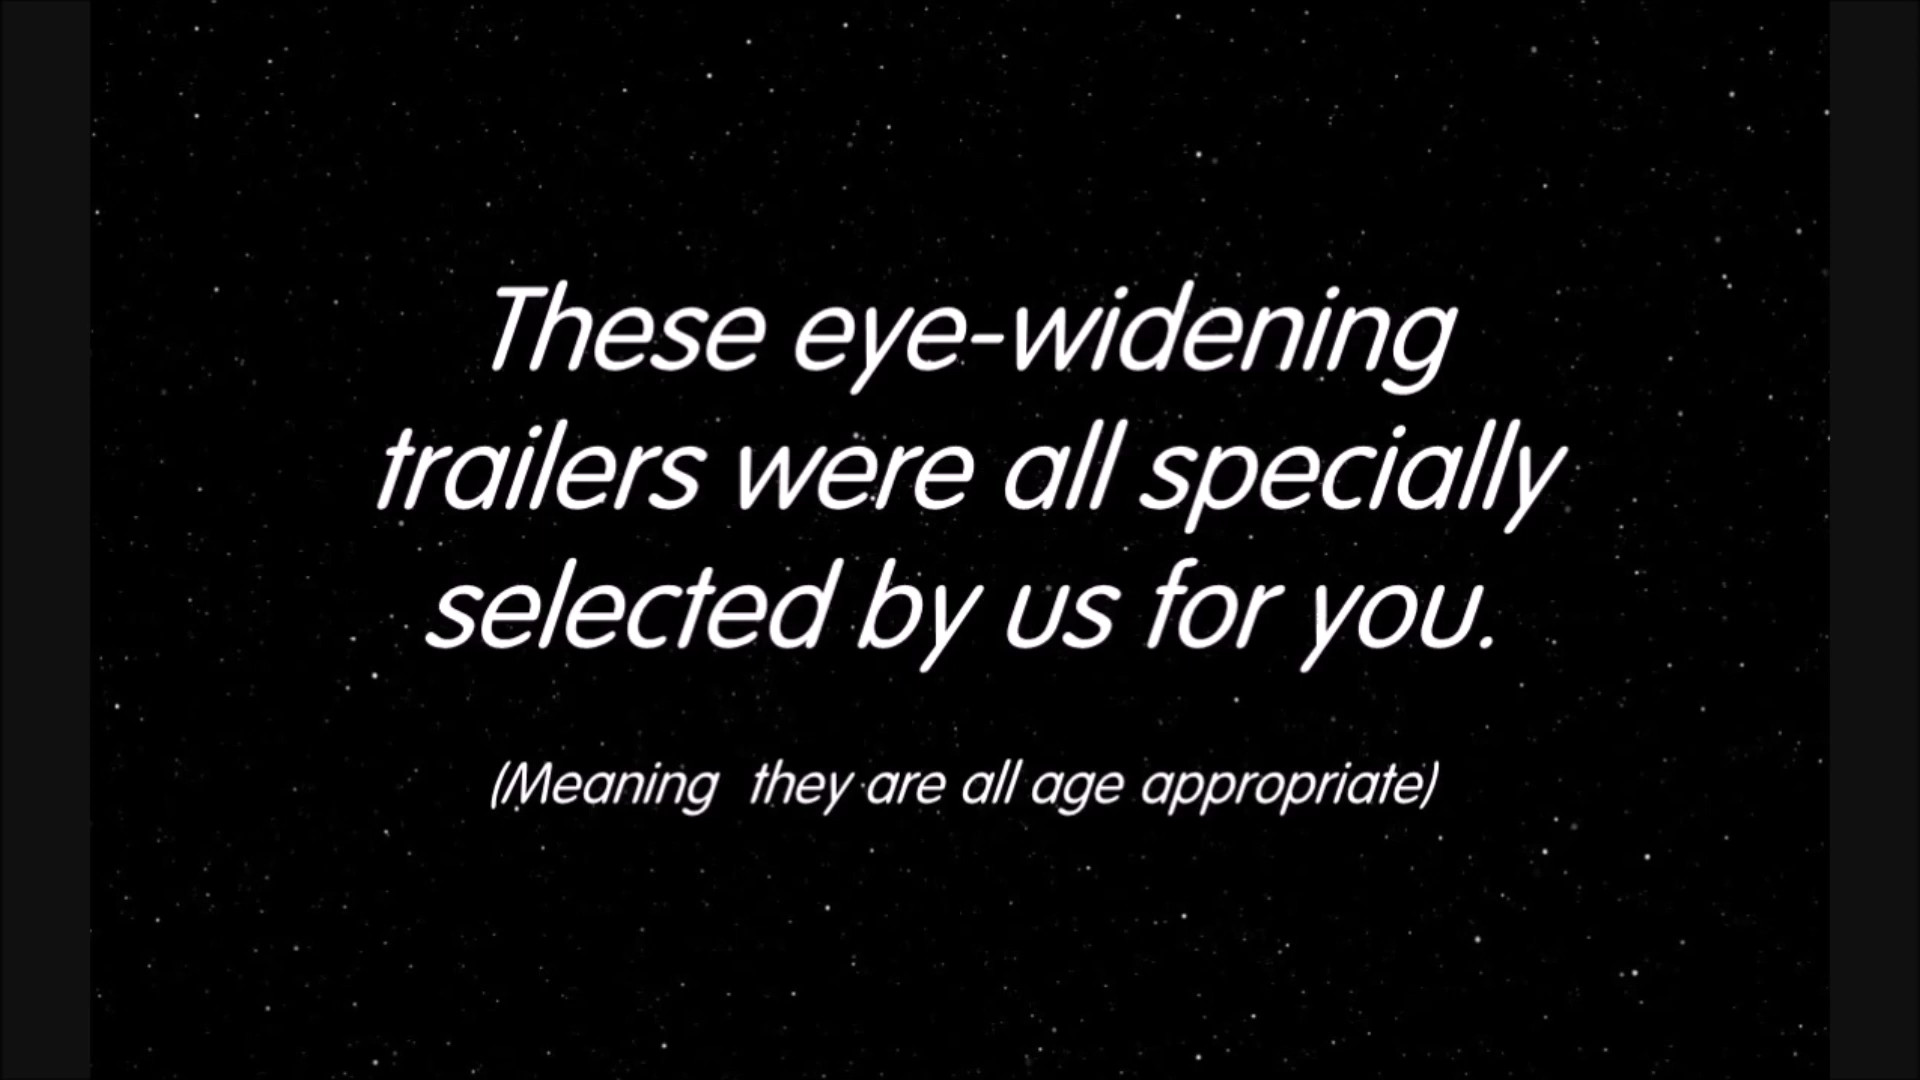 These eye-widening
trailers were all specially
selected by us for you.
(Meaning  they are all age appropriate)